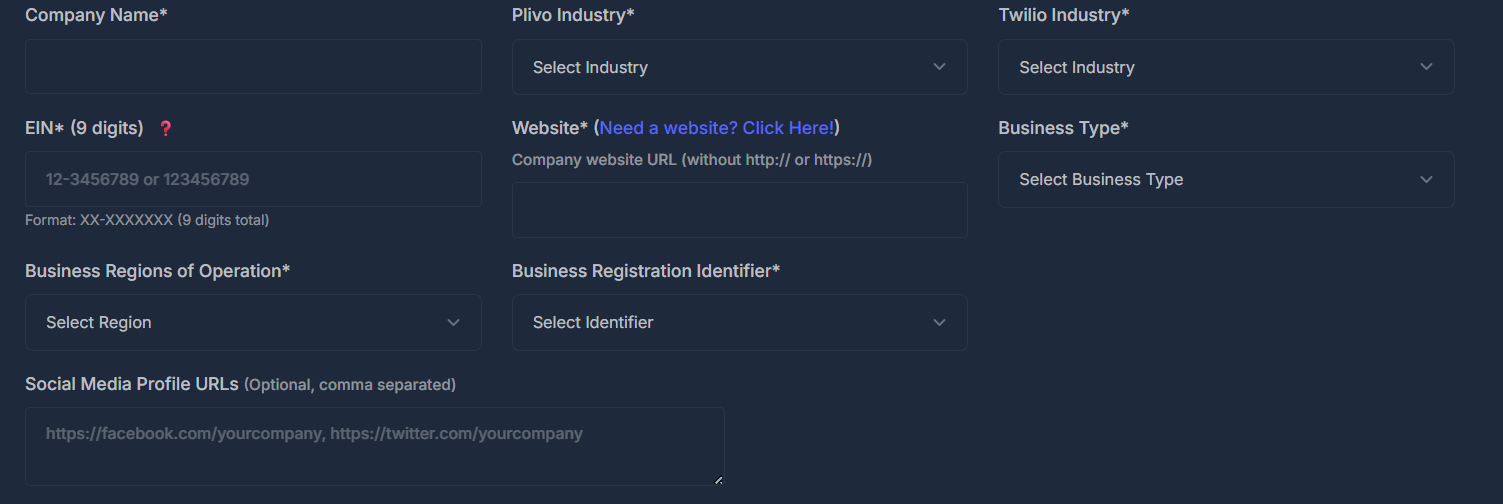 Company Name*
Plivo Industry*
Twilio Industry*
Select Industry
Select Industry
EIN* (9 digits) ❓
Website* (Need a website? Click Here!)
Business Type*
Company website URL (without http:// or https://)
12-3456789 or 123456789
Select Business Type
Format: XX-XXXXXXX (9 digits total)
Business Regions of Operation*
Business Registration Identifier*
Select Region
Select Identifier
Social Media Profile URLs (Optional, comma separated)
https://facebook.com/yourcompany, https://twitter.com/yourcompany